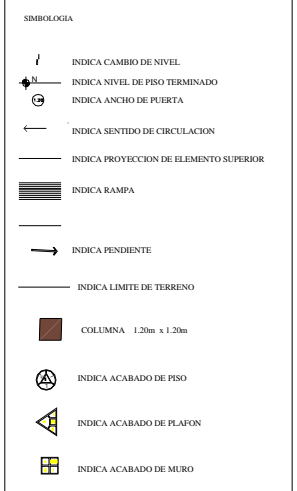 SIMBOLOGIA
INDICA CAMBIO DE NIVEL
N INDICA NIVEL DE PISO TERMINADO
INDICA ANCHO DE PUERTA
INDICA SENTIDO DE CIRCULACION
INDICA PROYECCION DE ELEMENTO SUPERIOR
INDICA RAMPA
INDICA PENDIENTE
INDICA LIMITE DE TERRENO
COLUMNA 1.20m x 1.20m
INDICA ACABADO DE PISO
INDICA ACABADO DE PLAFON
INDICA ACABADO DE MURO